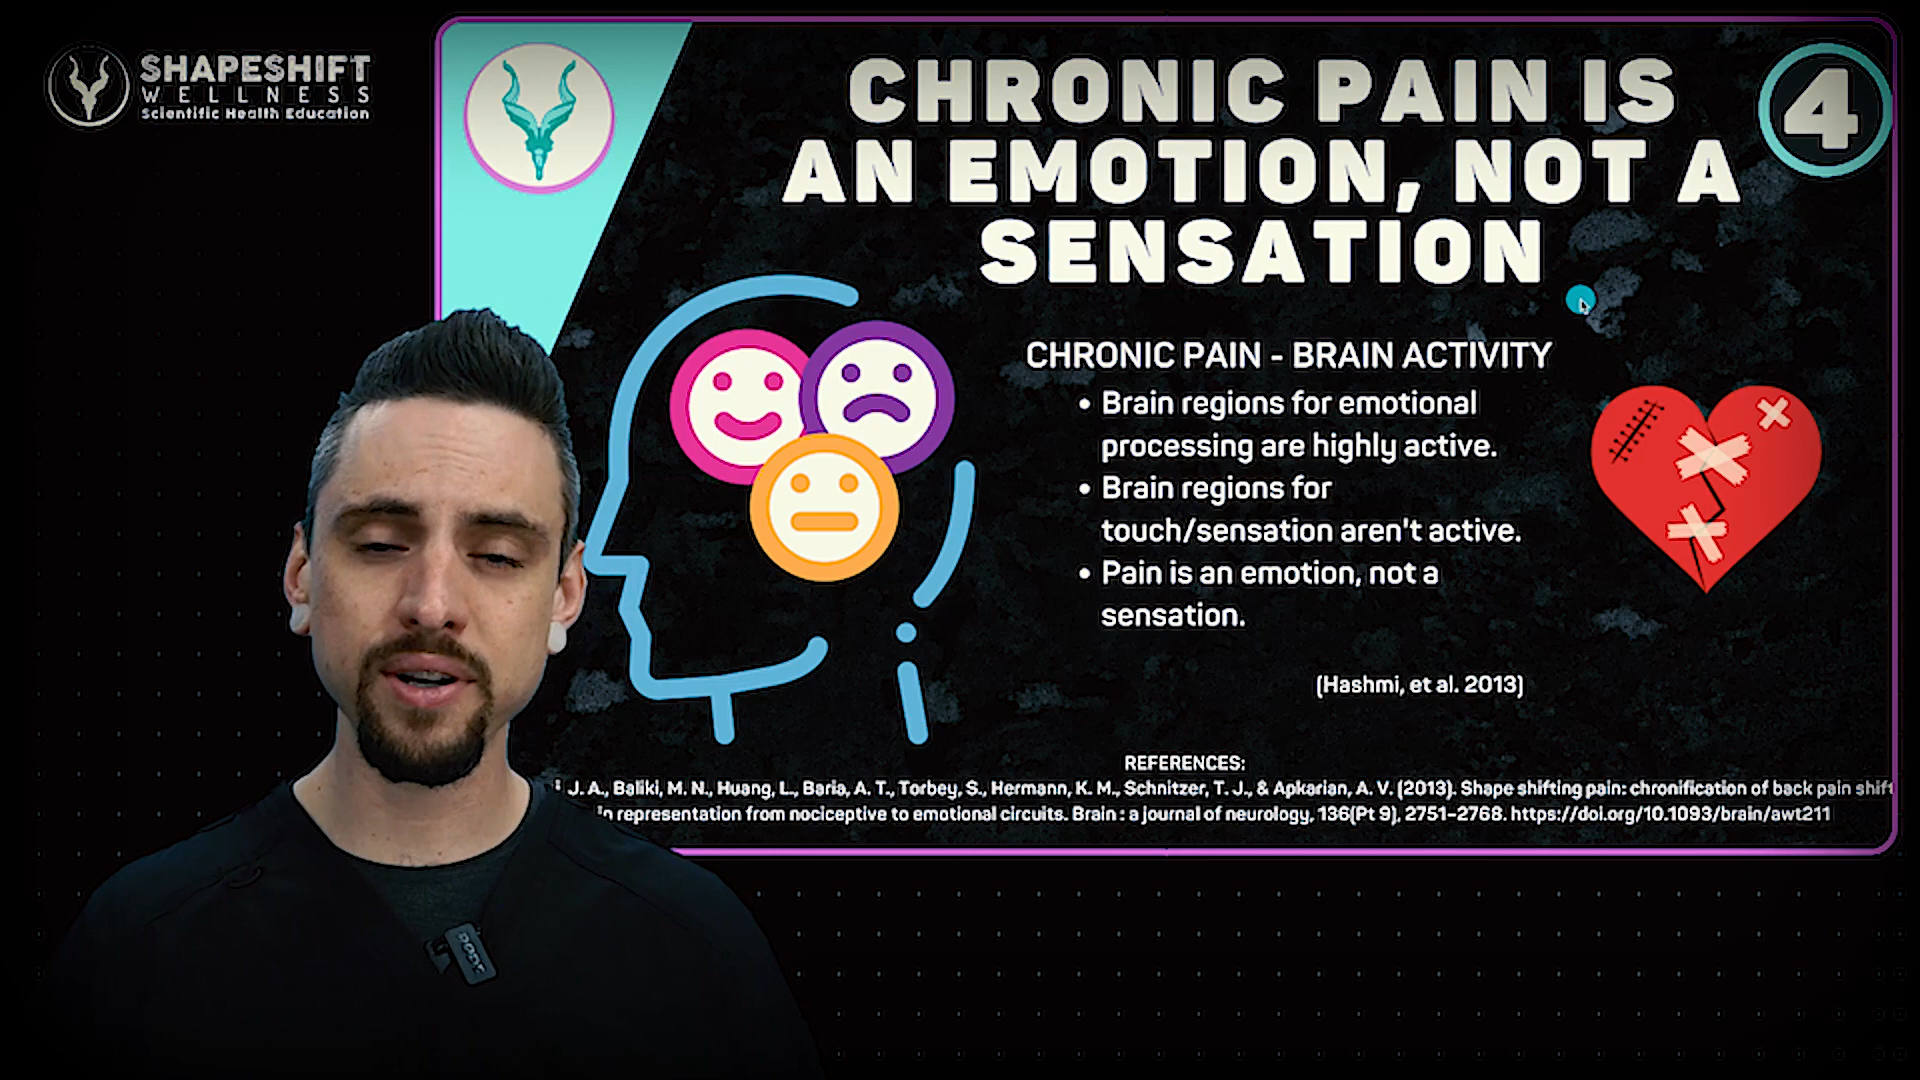 SHAPESHIFT
WELLNESS
Scientific Health Education
CHRONIC PAIN IS
AN EMOTION, NOT A
SENSATION
4
CHRONIC PAIN - BRAIN ACTIVITY
• Brain regions for emotional
processing are highly active.
• Brain regions for
touch/sensation aren't active.
• Pain is an emotion, not a
sensation.
(Hashmi, et al. 2013)
REFERENCES:
J. A., Baliki, M. N., Huang, L., Baria, A. T., Torbey, S., Hermann, K. M., Schnitzer, T. J., & Apkarian, A. V. (2013). Shape shifting pain: chronification of back pain shift
in representation from nociceptive to emotional circuits. Brain : a journal of neurology, 136(Pt 9), 2751–2768. https://doi.org/10.1093/brain/awt211